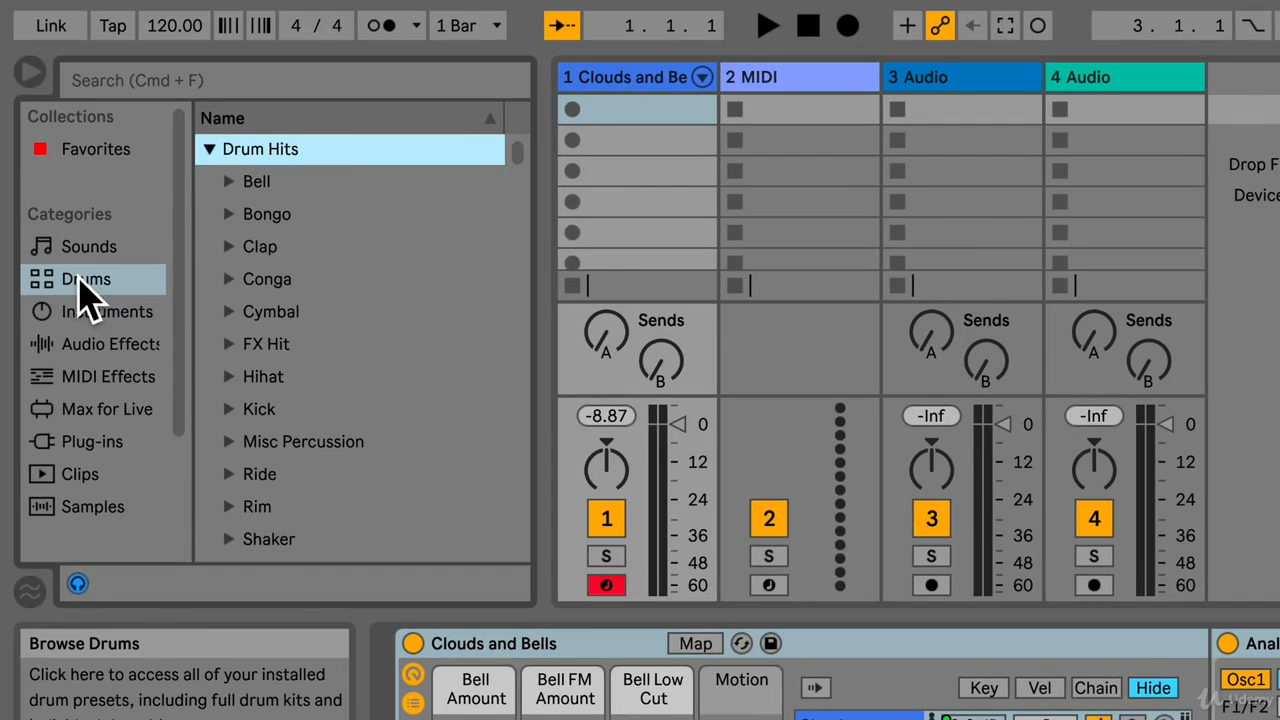 Link Tap 120.00 4 / 4 1 Bar 1. 1. 1 3. 1. 1
Search (Cmd + F)
Collections
Favorites
Categories
Sounds
Drums
Instruments
Audio Effects
MIDI Effects
Max for Live
Plug-ins
Clips
Samples
Name
Drum Hits
Bell
Bongo
Clap
Conga
Cymbal
FX Hit
Hihat
Kick
Misc Percussion
Ride
Rim
Shaker
1 Clouds and Be 2 MIDI 3 Audio 4 Audio
Drop F
Device
Sends Sends Sends
A A A
B B B
-8.87 -Inf -Inf
0 0 0
12 12 12
24 24 24
36 36 36
48 48 48
60 60 60
1 2 3 4
S S S S
Browse Drums
Click here to access all of your installed
drum presets, including full drum kits and
Clouds and Bells Map Anal
Bell Amount
Bell FM Amount
Bell Low Cut
Motion
Key Vel Chain Hide
Osc1
F1/F2
Udemy